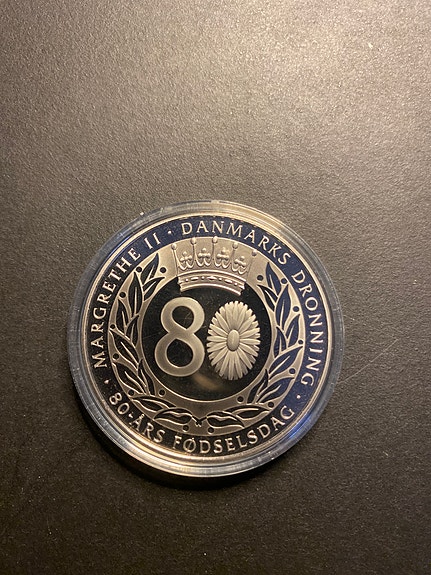 MARGRETHE II · DANMARKS DRONNING
80
· 80-ÅRS FØDSELSDAG ·